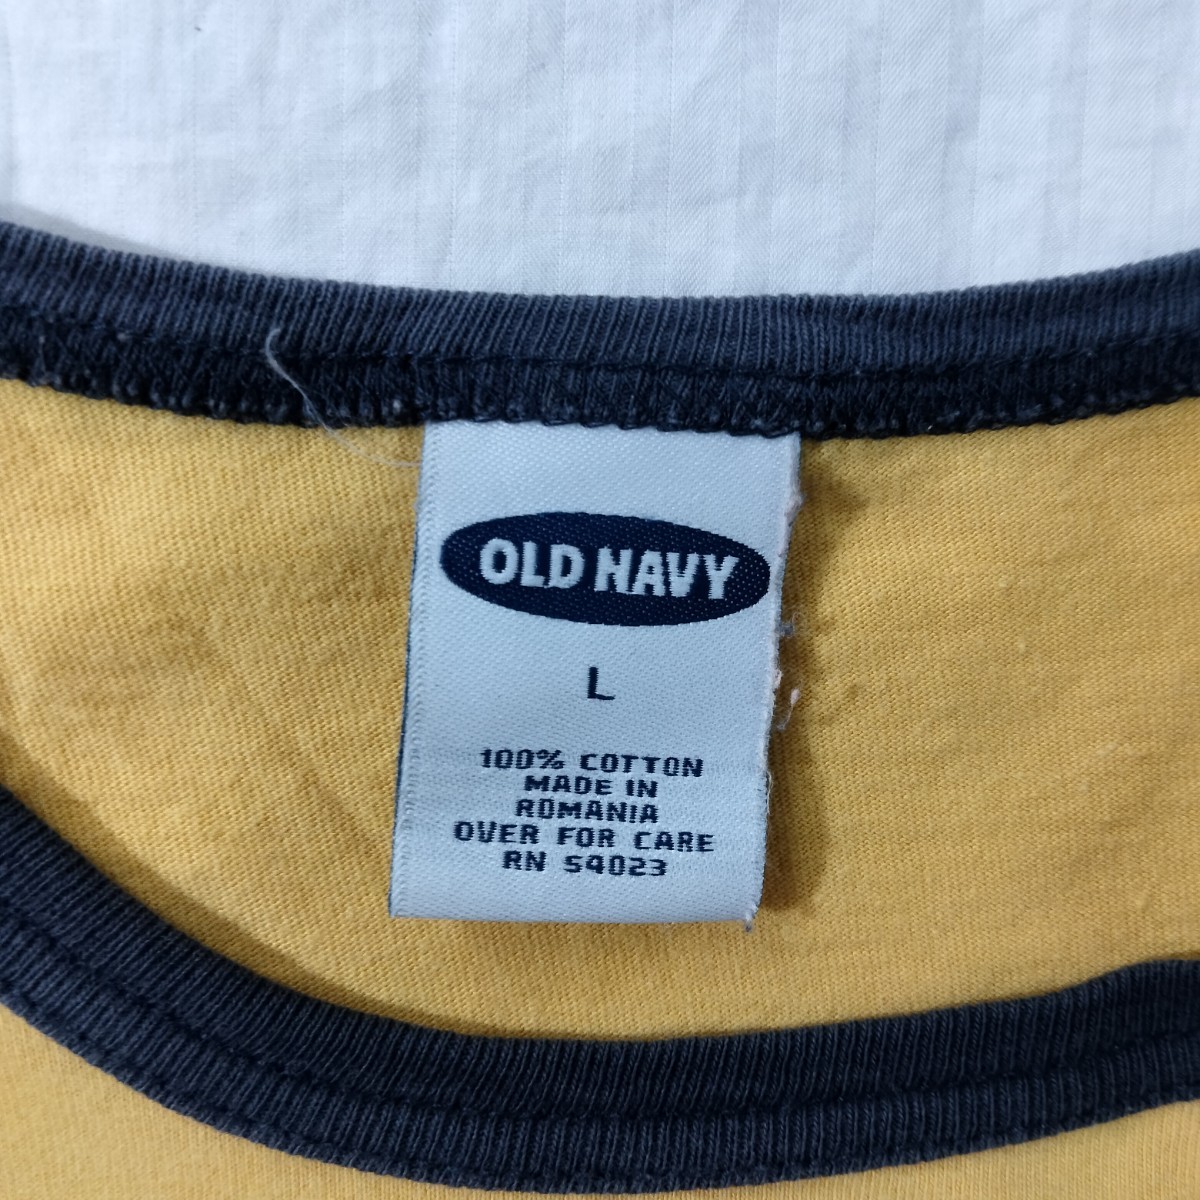 OLD NAVY
L
100% COTTON
MADE IN
ROMANIA
OVER FOR CARE
RN 54023